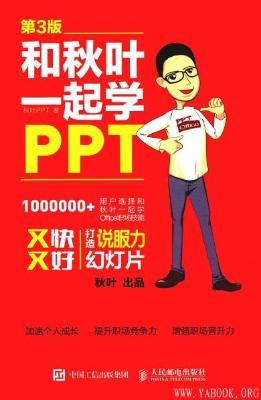 第3版
和秋叶
一起学
秋叶PPT 著
PPT
Office
1000000+
用户选择和
秋叶一起学
Office职场技能
又快
又好
打造
说服力
幻灯片
秋叶 出品
加速个人成长 提升职场竞争力 增强职场晋升力
中国工信出版集团 人民邮电出版社
WWW.YABOOK.ORG